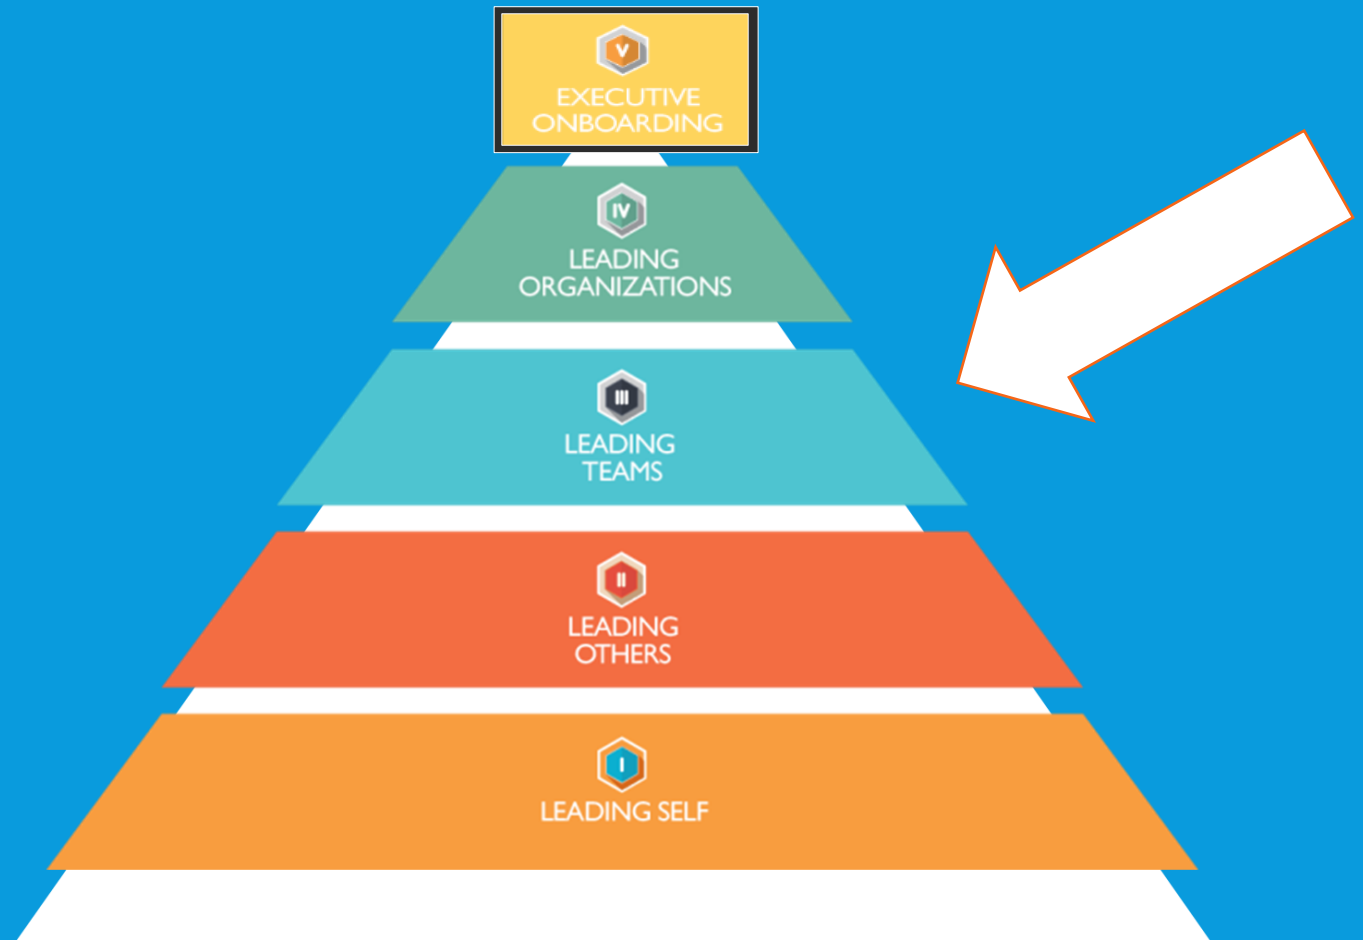 V
EXECUTIVE
ONBOARDING
IV
LEADING
ORGANIZATIONS
III
LEADING
TEAMS
II
LEADING
OTHERS
I
LEADING SELF